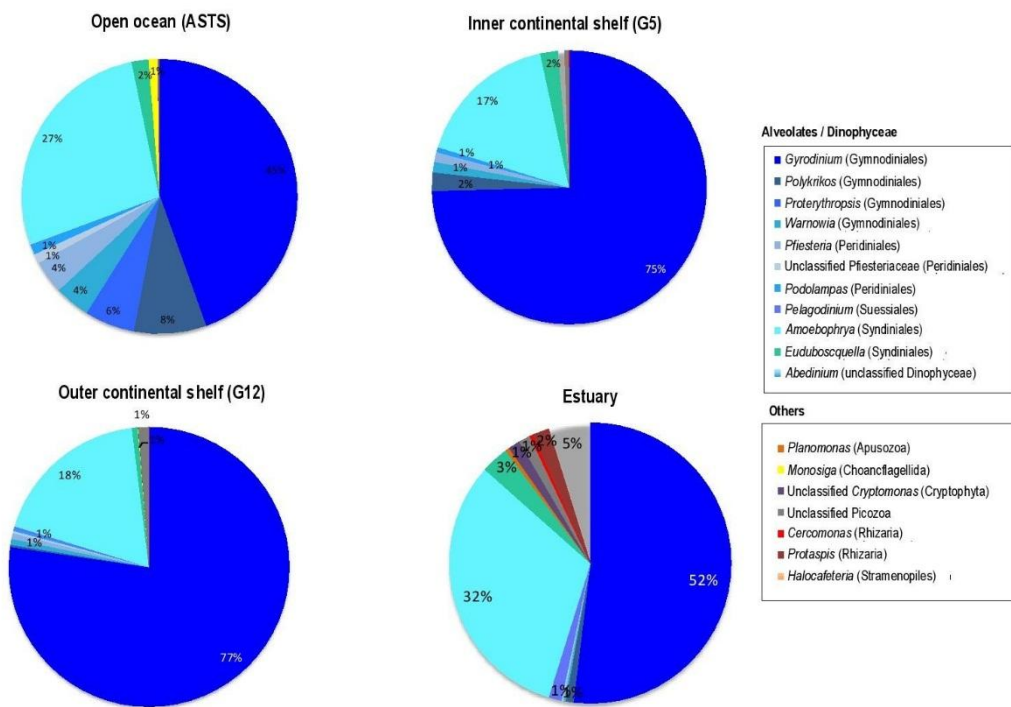 Open ocean (ASTS)
2%
1%
27%
1%
1%
4%
4%
6%
8%
Inner continental shelf (G5)
2%
17%
1%
1%
1%
2%
75%
Outer continental shelf (G12)
1%
1%
18%
1%
1%
77%
Estuary
5%
2%
1%
1%
3%
32%
52%
1%
1%
Alveolates / Dinophyceae
Gyrodinium (Gymnodiniales)
Polykrikos (Gymnodiniales)
Proterythropsis (Gymnodiniales)
Warnowia (Gymnodiniales)
Pfiesteria (Peridiniales)
Unclassified Pfiesteriaceae (Peridiniales)
Podolampas (Peridiniales)
Pelagodinium (Suessiales)
Amoebophrya (Syndiniales)
Euduboscquella (Syndiniales)
Abedinium (unclassified Dinophyceae)
Others
Planomonas (Apusozoa)
Monosiga (Choancflagellida)
Unclassified Cryptomonas (Cryptophyta)
Unclassified Picozoa
Cercomonas (Rhizaria)
Protaspis (Rhizaria)
Halocafeteria (Stramenopiles)